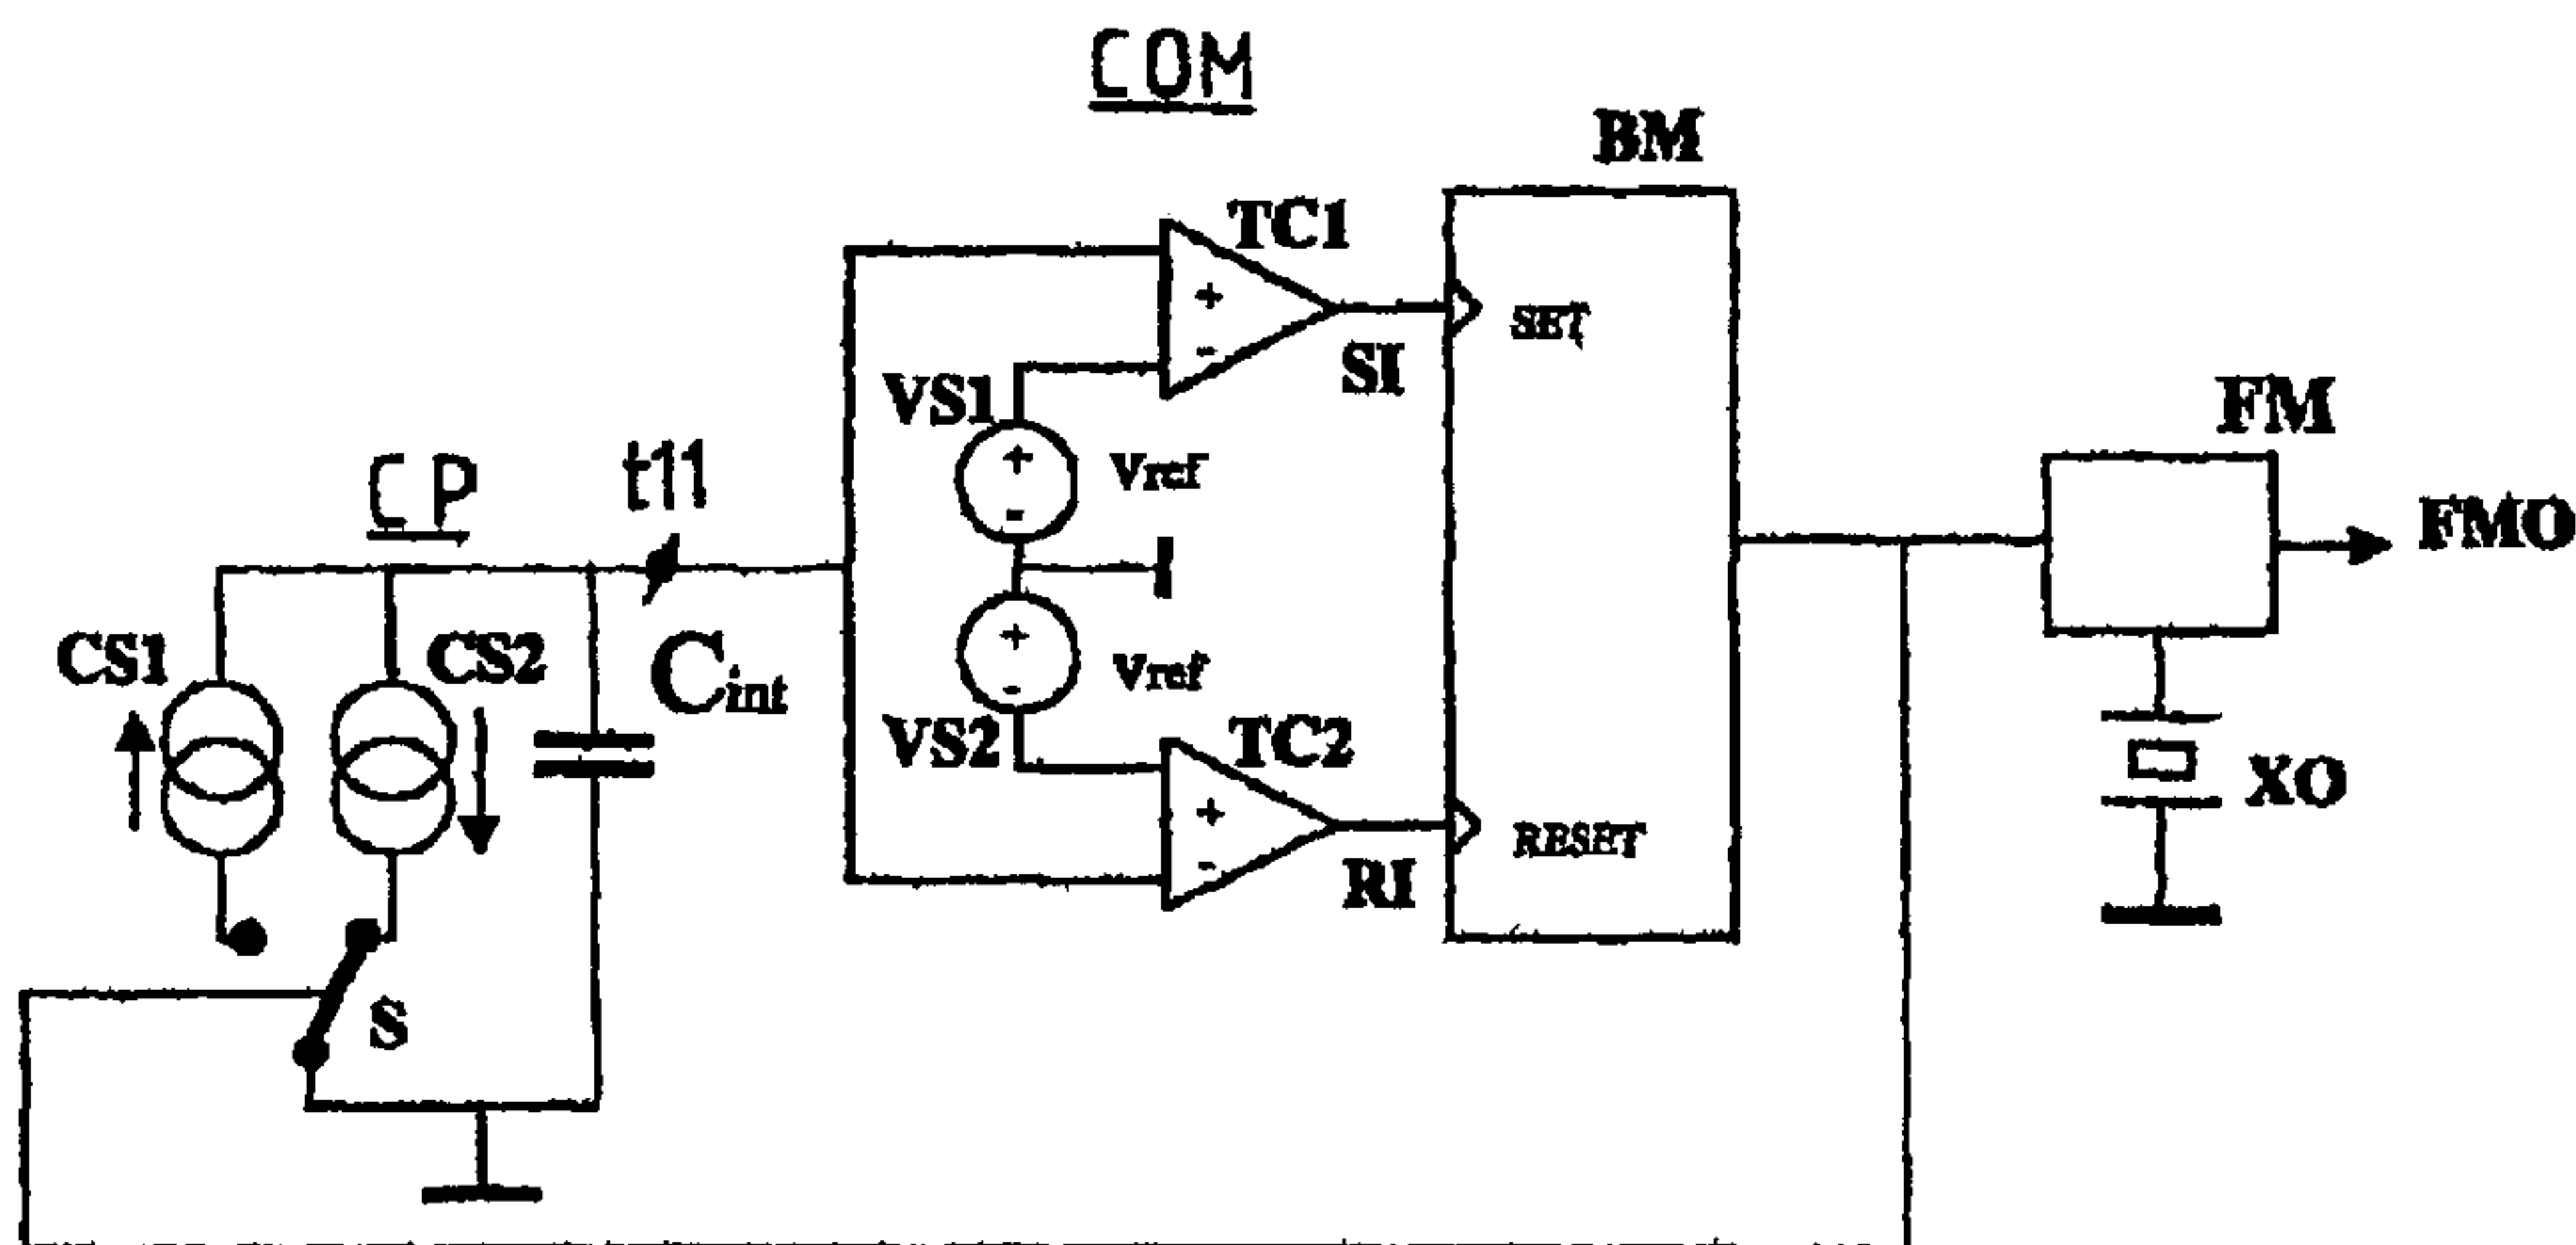 COM
BM
TC1
+
-
SET
SI
VS1
+
-
Vref
FM
FMO
CP
t11
CS1
CS2
Cint
+
-
Vref
VS2
TC2
+
-
RESET
RI
XO
S